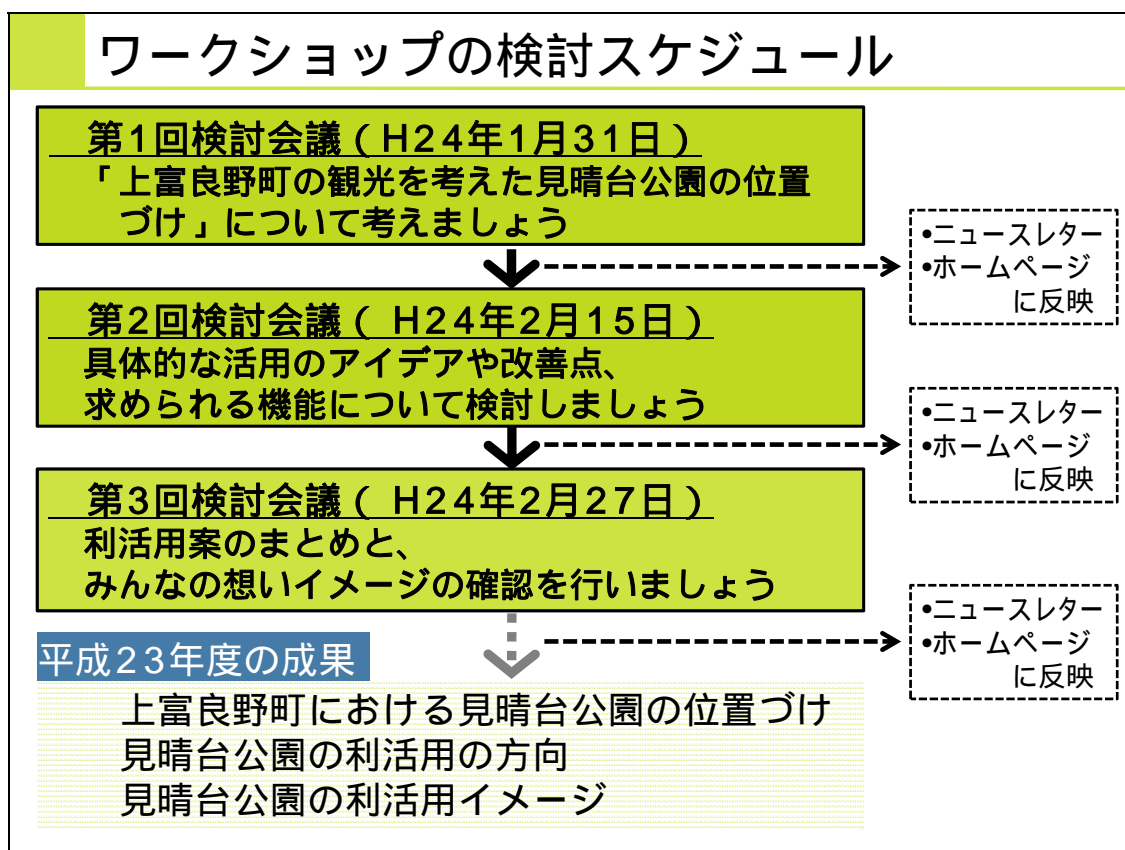 ワークショップの検討スケジュール
第1回検討会議(H24年1月31日)
「上富良野町の観光を考えた見晴台公園の位置
づけ」について考えましょう
•ニュースレター
•ホームページ
に反映
第2回検討会議( H24年2月15日)
具体的な活用のアイデアや改善点、
求められる機能について検討しましょう
•ニュースレター
•ホームページ
に反映
第3回検討会議( H24年2月27日)
利活用案のまとめと、
みんなの想いイメージの確認を行いましょう
•ニュースレター
•ホームページ
に反映
平成23年度の成果
上富良野町における見晴台公園の位置づけ
見晴台公園の利活用の方向
見晴台公園の利活用イメージ